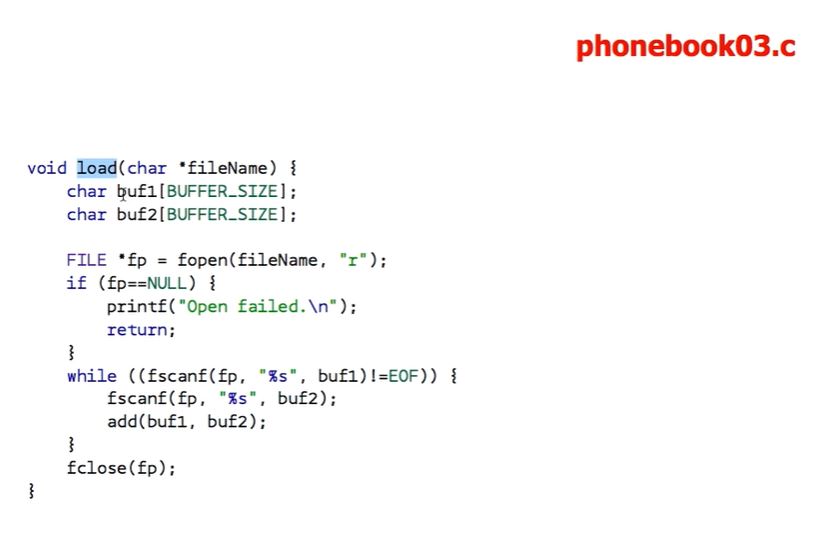 phonebook03.c
void load(char *fileName) {
    char buf1[BUFFER_SIZE];
    char buf2[BUFFER_SIZE];
    FILE *fp = fopen(fileName, "r");
    if (fp==NULL) {
        printf("Open failed.\n");
        return;
    }
    while ((fscanf(fp, "%s", buf1)!=EOF)) {
        fscanf(fp, "%s", buf2);
        add(buf1, buf2);
    }
    fclose(fp);
}